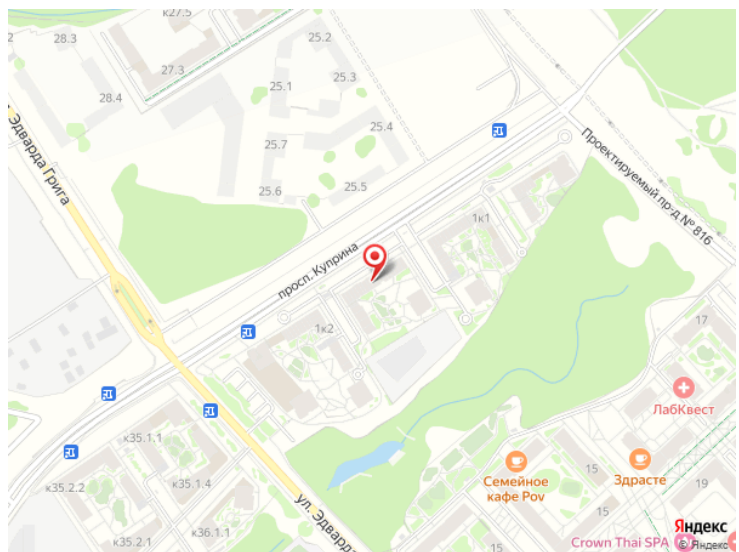 к27.5
28.3
27.3
28.4
25.2
25.3
25.1
25.4
25.7
25.6
25.5
Эдварда Грига
Проектируемый пр-д № 816
1к1
просп. Куприна
1к2
17
ЛабКвест
к35.1.1
к35.2.2
к35.1.4
к35.2.1
к36.1.1
ул. Эдварда
15
15
Семейное
кафе Pov
Здрасте
19
Crown Thai SPA
Яндекс
© Яндекс